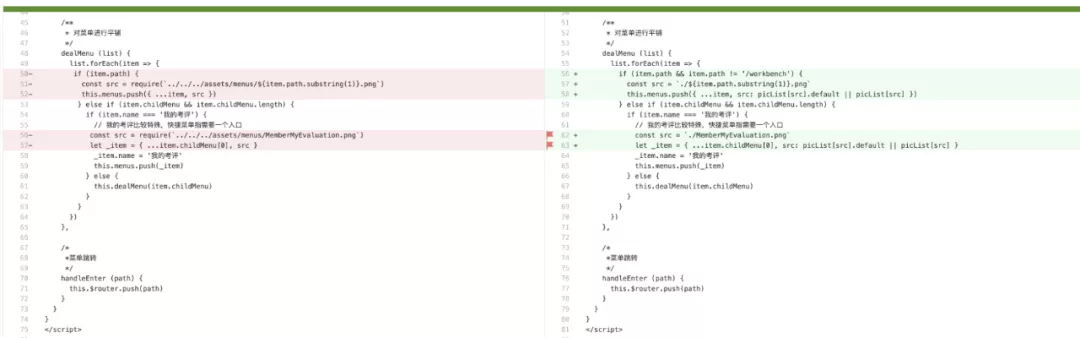 44
45 /**
46 * 对菜单进行平铺
47 */
48 dealMenu (list) {
49 list.forEach(item => {
50- if (item.path) {
51- const src = require(`../../../assets/menus/${item.path.substring(1)}.png`)
52- this.menus.push({ ...item, src })
53 } else if (item.childMenu && item.childMenu.length) {
54 if (item.name === '我的考评') {
55 // 我的考评比较特殊、快捷菜单指需要一个入口
56- const src = require(`../../../assets/menus/MemberMyEvaluation.png`)
57- let _item = { ...item.childMenu[0], src }
58 _item.name = '我的考评'
59 this.menus.push(_item)
60 } else {
61 this.dealMenu(item.childMenu)
62 }
63 }
64 })
65 },
66
67 /*
68 *菜单跳转
69 */
70 handleEnter (path) {
71 this.$router.push(path)
72 }
73 }
74 }
75 </script>
50
51 /**
52 * 对菜单进行平铺
53 */
54 dealMenu (list) {
55 list.forEach(item => {
56 + if (item.path && item.path != '/workbench') {
57 + const src = `./${item.path.substring(1)}.png`
58 + this.menus.push({ ...item, src: picList[src].default || picList[src] })
59 } else if (item.childMenu && item.childMenu.length) {
60 if (item.name === '我的考评') {
61 // 我的考评比较特殊、快捷菜单指需要一个入口
62 + const src = `./MemberMyEvaluation.png`
63 + let _item = { ...item.childMenu[0], src: picList[src].default || picList[src] }
64 _item.name = '我的考评'
65 this.menus.push(_item)
66 } else {
67 this.dealMenu(item.childMenu)
68 }
69 }
70 })
71 },
72
73 /*
74 *菜单跳转
75 */
76 handleEnter (path) {
77 this.$router.push(path)
78 }
79 }
80 }
81 </script>